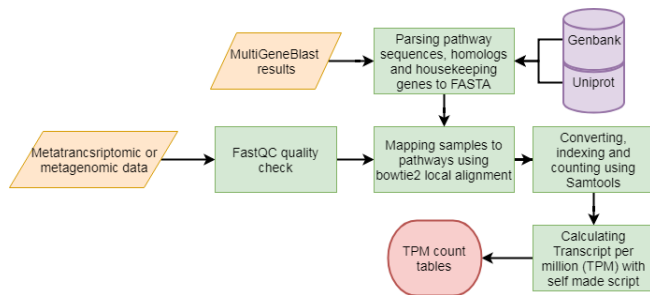 MultiGeneBlast
results
Parsing pathway
sequences, homologs
and housekeeping
genes to FASTA
Genbank
Uniprot
Metatrancsriptomic or
metagenomic data
FastQC quality
check
Mapping samples to
pathways using
bowtie2 local alignment
Converting,
indexing and
counting using
Samtools
TPM count
tables
Calculating
Transcript per
million (TPM) with
self made script